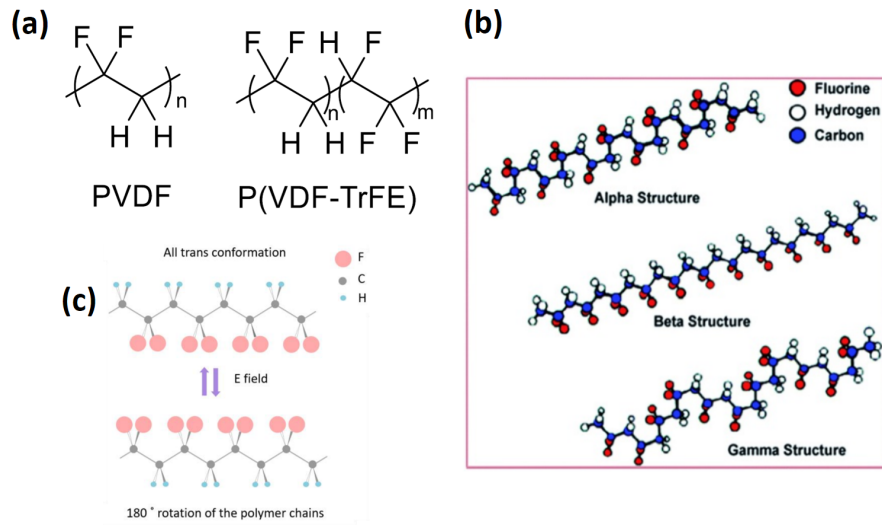 (a)
F F
n
H H
PVDF
F F H F
n m
H H F F
P(VDF-TrFE)
(b)
Fluorine
Hydrogen
Carbon
Alpha Structure
Beta Structure
Gamma Structure
(c)
All trans conformation
F
C
H
E field
180 ° rotation of the polymer chains